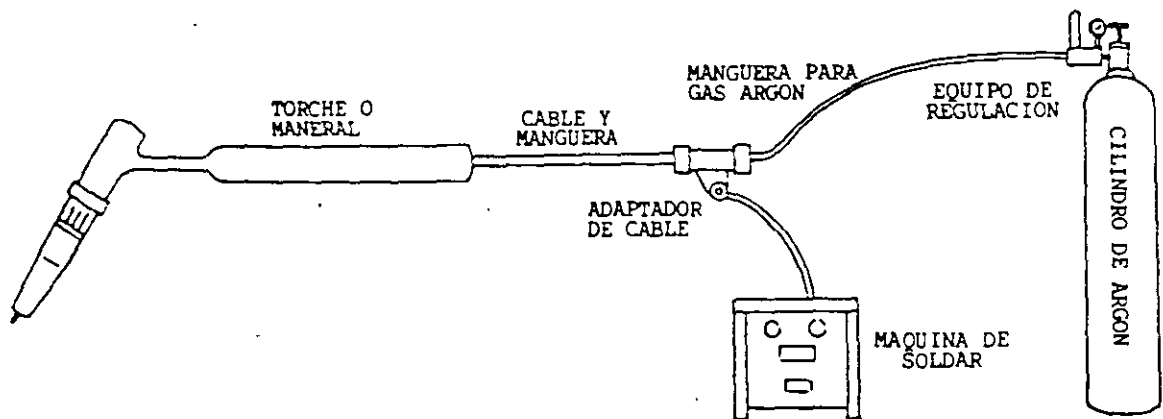 TORCHE O
MANERAL
CABLE Y
MANGUERA
MANGUERA PARA
GAS ARGON
EQUIPO DE
REGULACION
ADAPTADOR
DE CABLE
MAQUINA DE
SOLDAR
CILINDRO DE ARGON